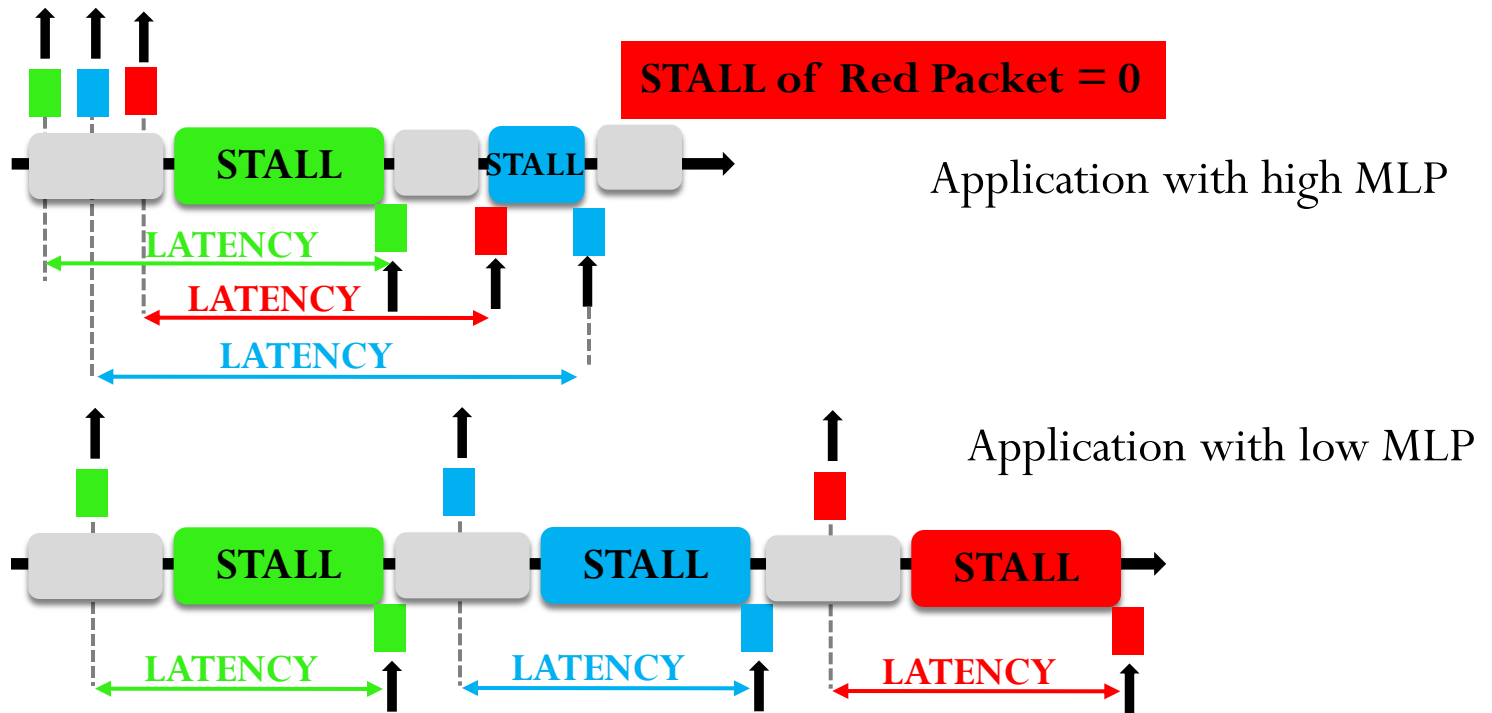 STALL of Red Packet = 0
STALL
STALL
Application with high MLP
LATENCY
LATENCY
LATENCY
Application with low MLP
STALL
STALL
STALL
LATENCY
LATENCY
LATENCY